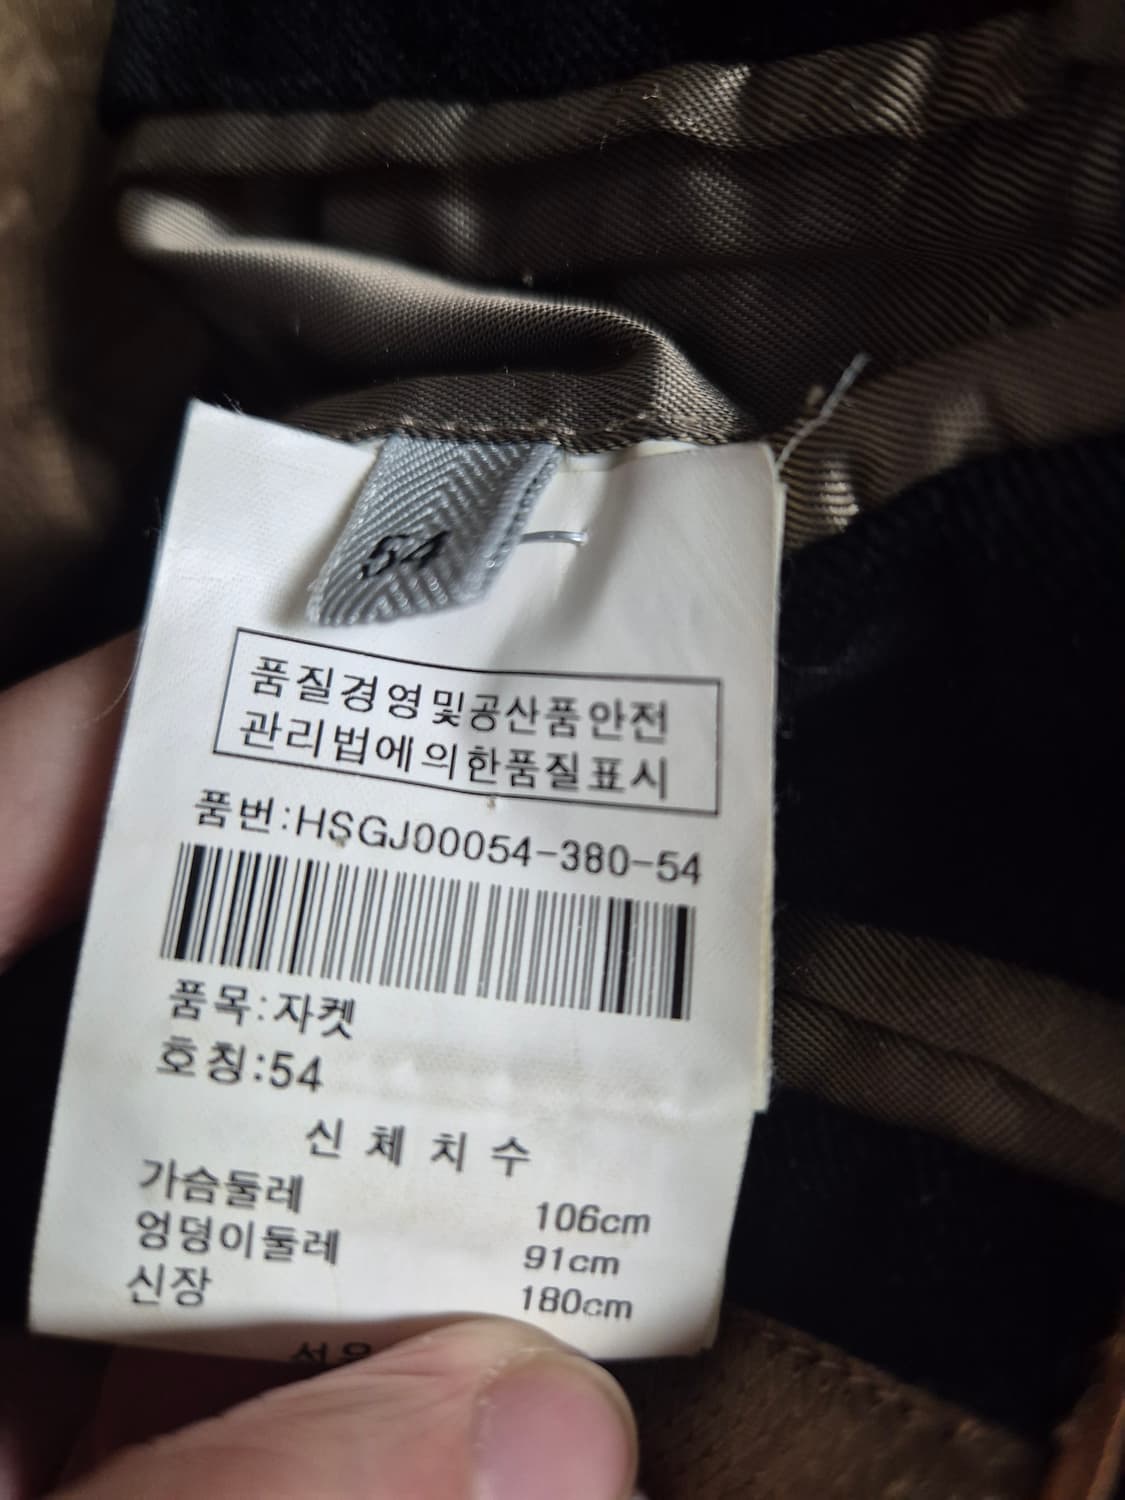 54
품질경영및공산품안전
관리법에의한품질표시
품번:HSGJ00054-380-54
품목:자켓
호칭:54
신 체 치 수
가슴둘레 106cm
엉덩이둘레 91cm
신장 180cm